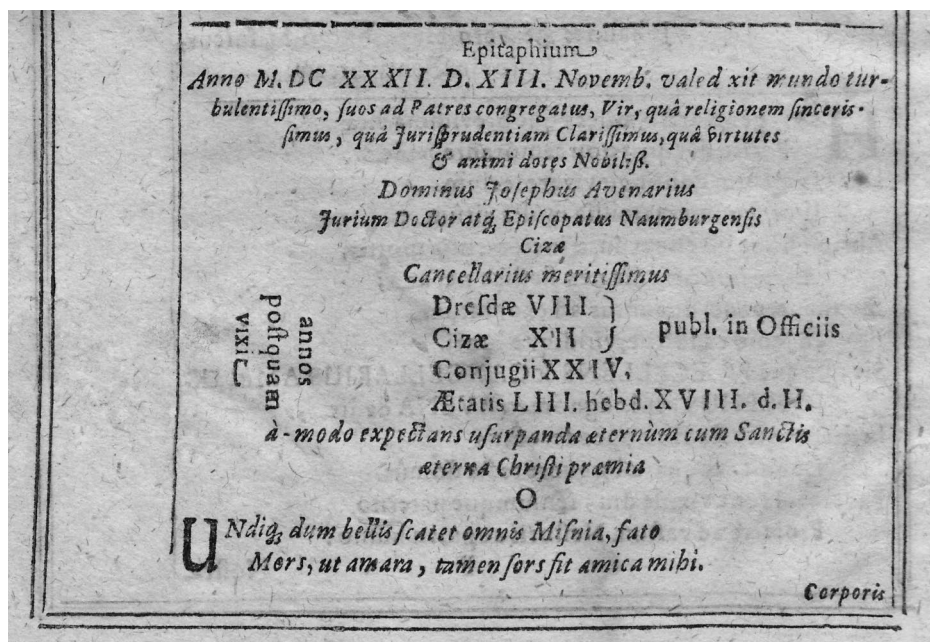 Epitaphium
Anno M. DC XXXII. D. XIII. Novemb. valed xit mundo tur-
bulentiſſimo, ſuos ad Patres congregatus, Vir, quâ religionem ſinceris-
ſimus, quâ Juriſprudentiam Clariſſimus, quâ virtutes
& animi dotes Nobiliß.
Dominus Joſephus Avenarius
Jurium Doctor atq; Epiſcopatus Naumburgenſis
Cizæ
Cancellarius meritiſſimus
poſtquam vixi annos
Dreſdæ VIII.
Cizæ XII
publ. in Officiis
Conjugii XXIV,
Ætatis LIII. hebd. XVIII. d. II.
à-modo expectans uſurpanda æternùm cum Sanctis
æterna Chriſti præmia
O
UNdiq; dum bellis ſcatet omnis Miſnia, fato
Mors, ut amara, tamen ſors fit amica mihi.
Corporis